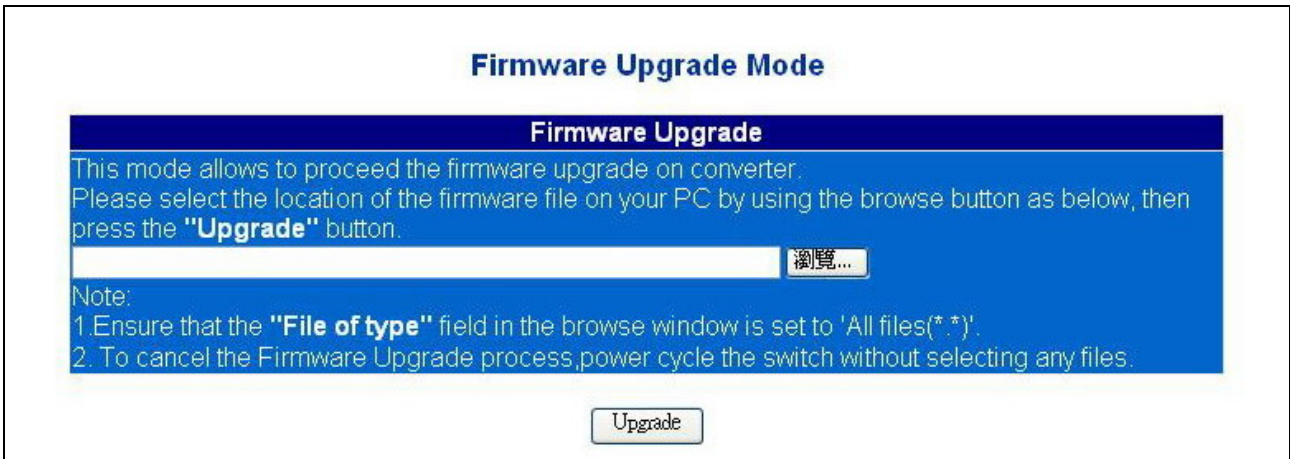 Firmware Upgrade Mode
Firmware Upgrade
This mode allows to proceed the firmware upgrade on converter.
Please select the location of the firmware file on your PC by using the browse button as below, then
press the "Upgrade" button.
瀏覽...
Note:
1.Ensure that the "File of type" field in the browse window is set to 'All files(*.*)'.
2. To cancel the Firmware Upgrade process,power cycle the switch without selecting any files.
Upgrade